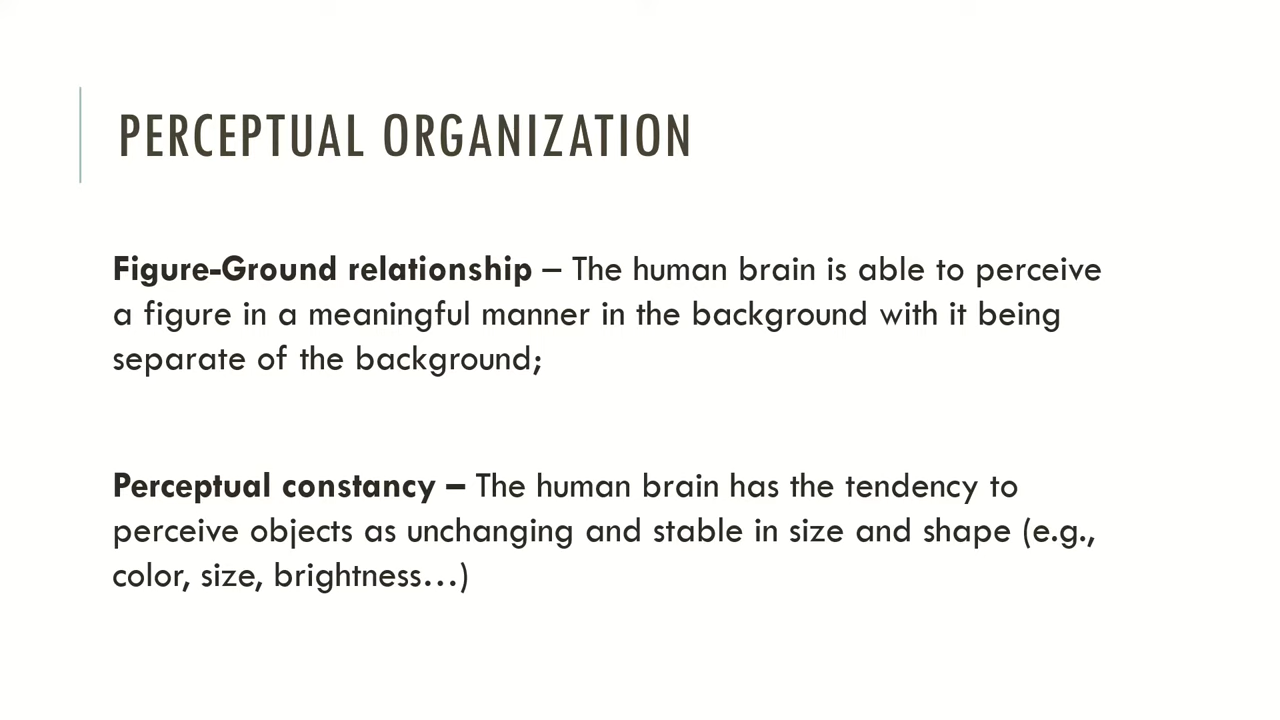 PERCEPTUAL ORGANIZATION
Figure-Ground relationship – The human brain is able to perceive
a figure in a meaningful manner in the background with it being
separate of the background;
Perceptual constancy – The human brain has the tendency to
perceive objects as unchanging and stable in size and shape (e.g.,
color, size, brightness…)